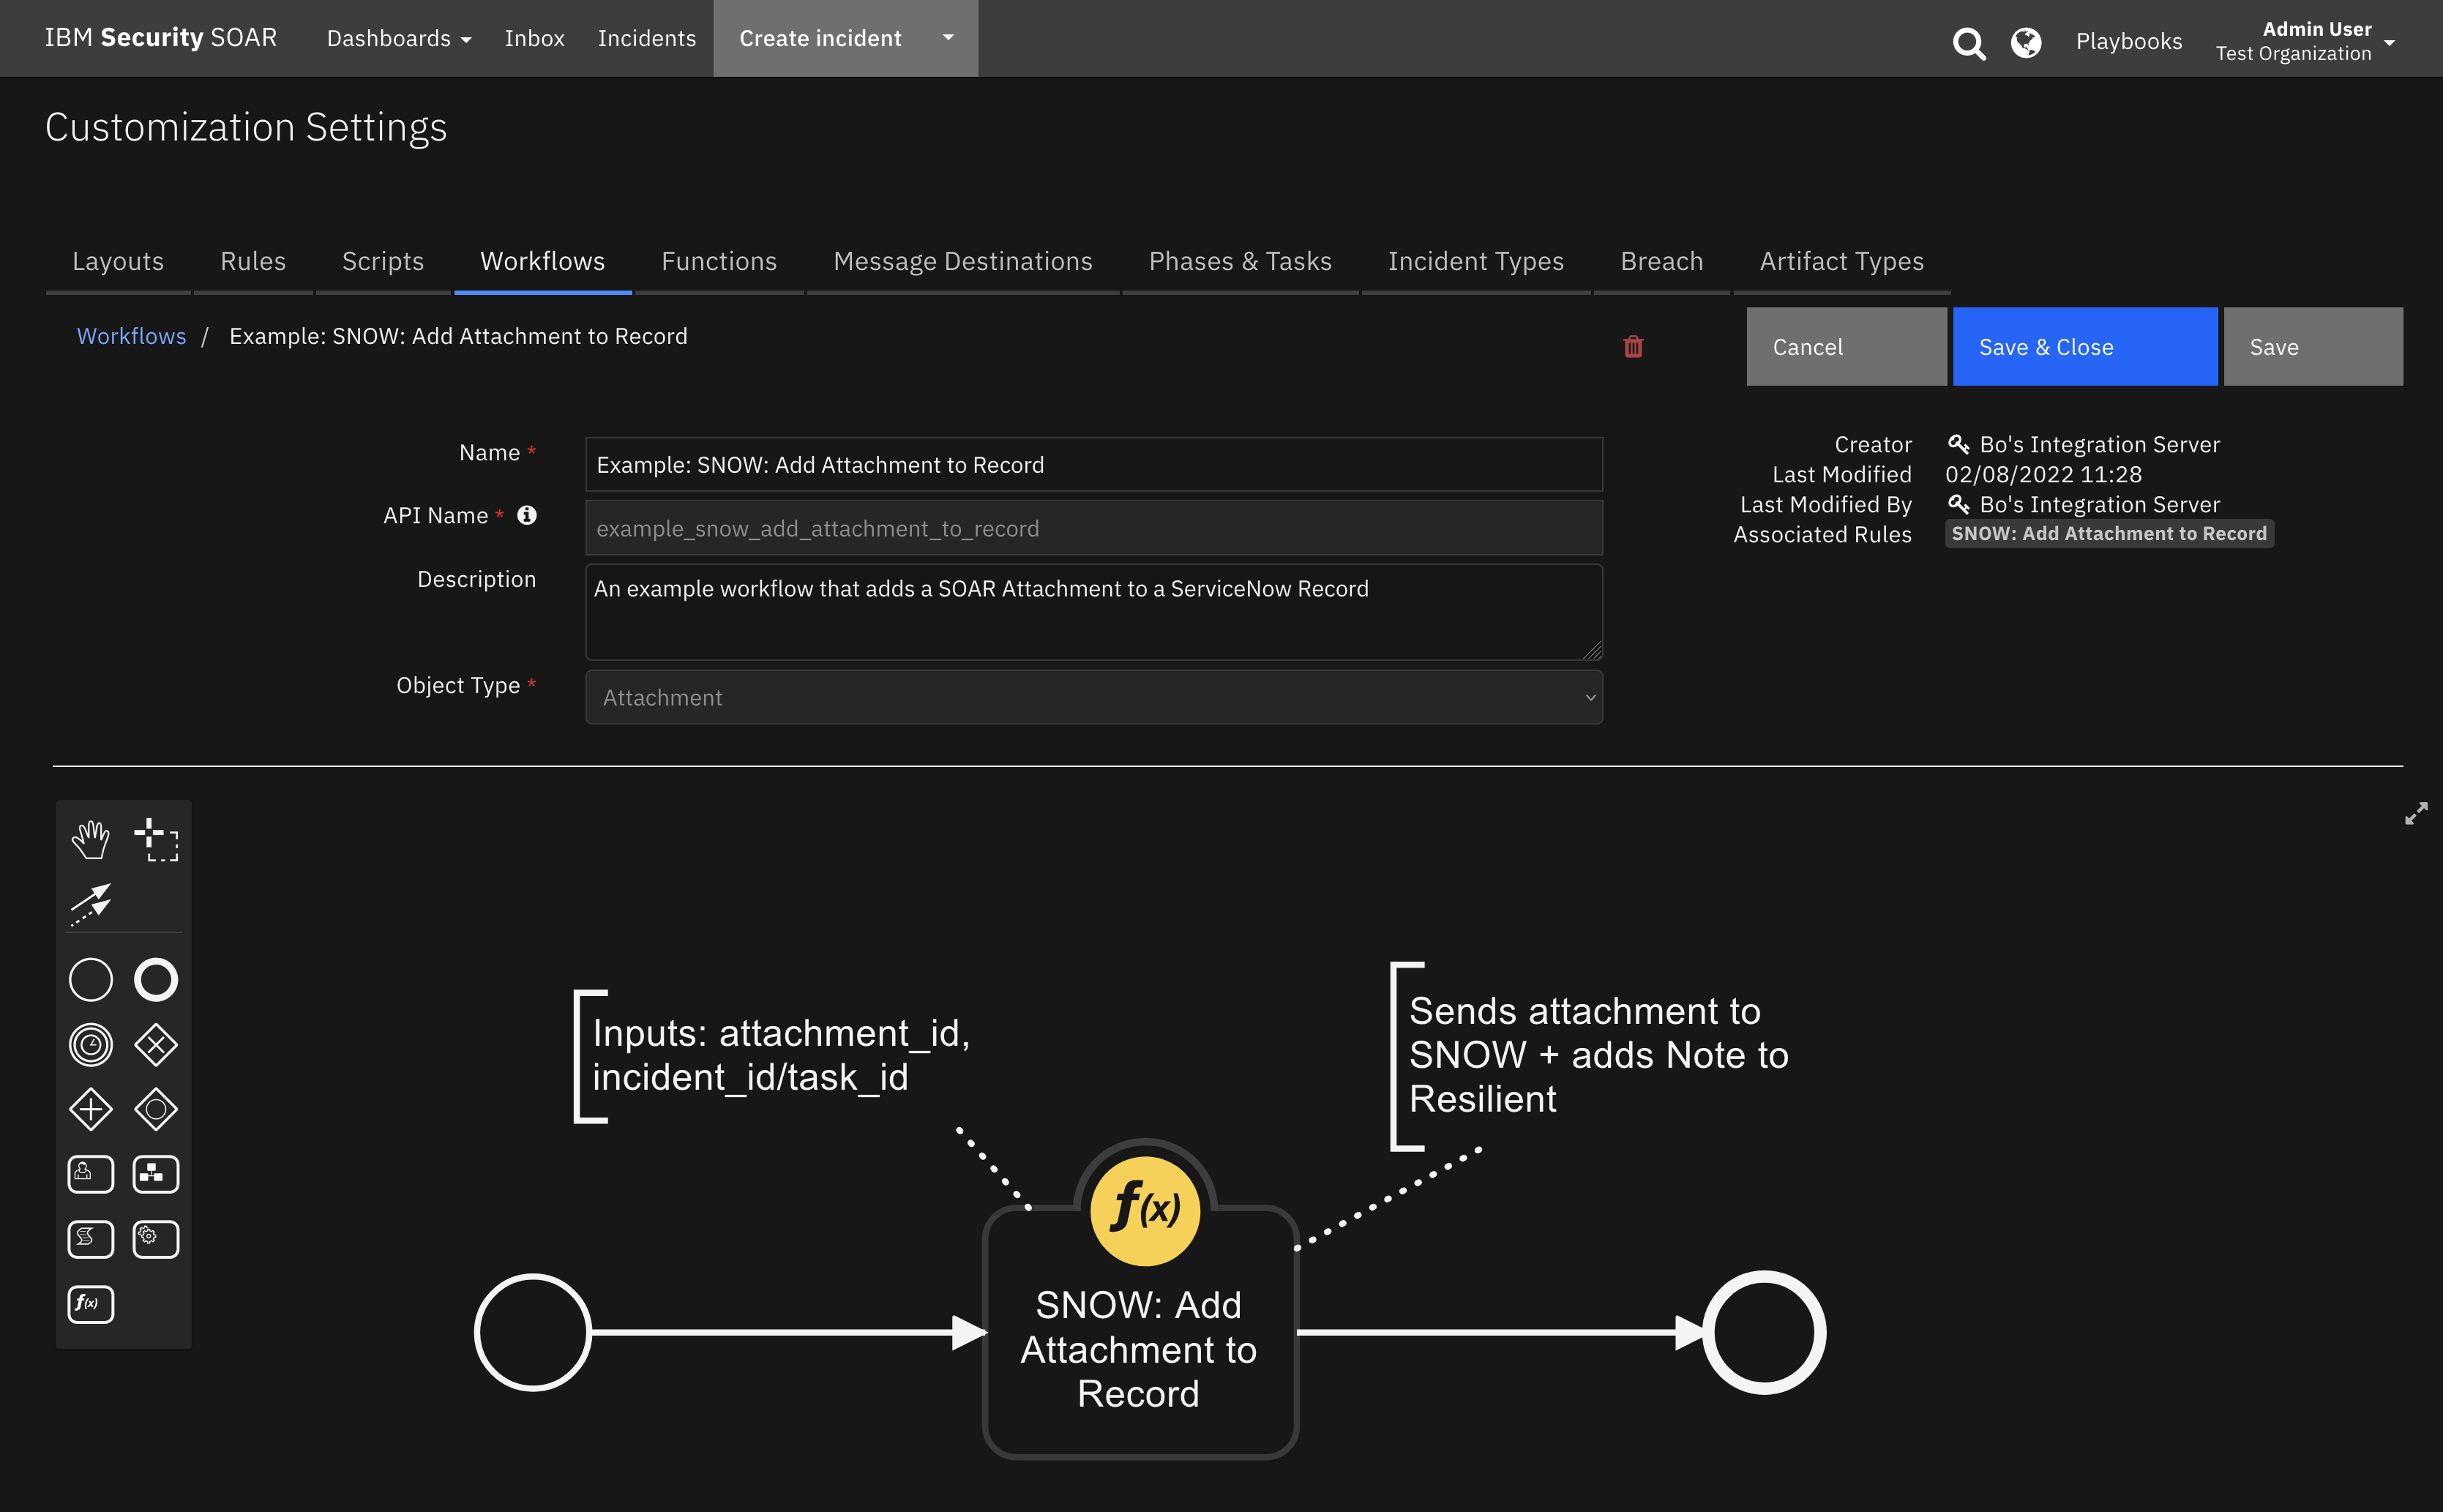 IBM Security SOAR Dashboards Inbox Incidents Create incident Playbooks Admin User
Test Organization
Customization Settings
Layouts Rules Scripts Workflows Functions Message Destinations Phases & Tasks Incident Types Breach Artifact Types
Workflows / Example: SNOW: Add Attachment to Record
Cancel Save & Close Save
Name * Example: SNOW: Add Attachment to Record
API Name * example_snow_add_attachment_to_record
Description An example workflow that adds a SOAR Attachment to a ServiceNow Record
Object Type * Attachment
Creator Bo's Integration Server
Last Modified 02/08/2022 11:28
Last Modified By Bo's Integration Server
Associated Rules SNOW: Add Attachment to Record
f(x)
Inputs: attachment_id,
incident_id/task_id
Sends attachment to
SNOW + adds Note to
Resilient
f(x)
SNOW: Add
Attachment to
Record